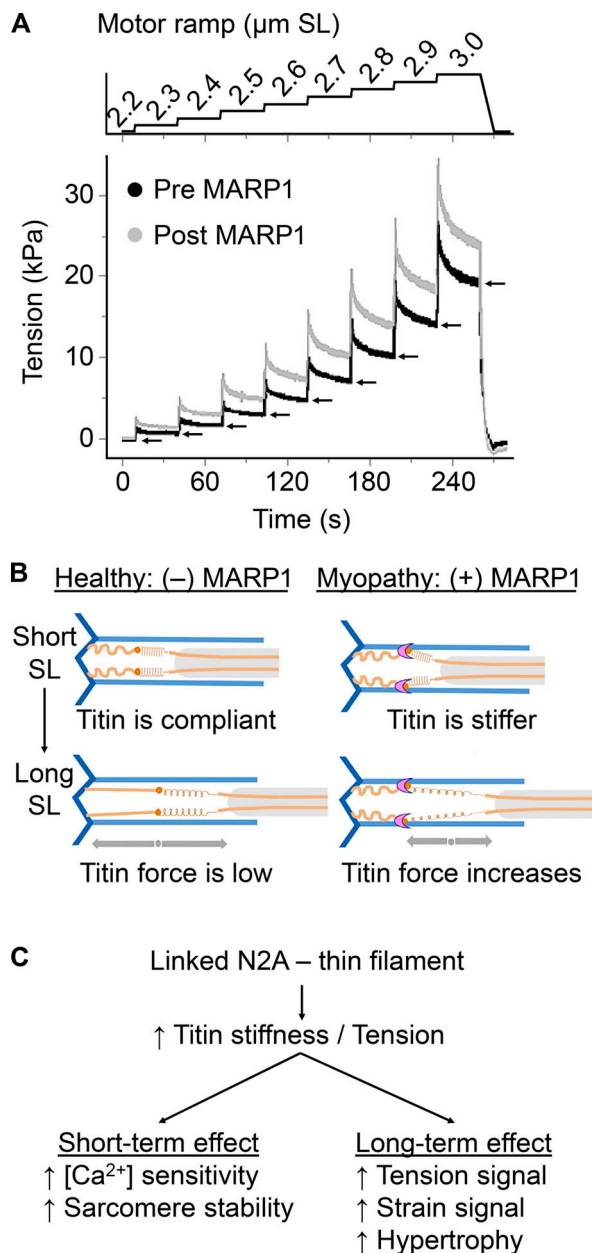 A
Motor ramp (µm SL)
2.2 2.3 2.4 2.5 2.6 2.7 2.8 2.9 3.0
Pre MARP1
Post MARP1
Tension (kPa)
30
20
10
0
0 60 120 180 240
Time (s)
B
Healthy: (–) MARP1
Myopathy: (+) MARP1
Short
SL
Titin is compliant
Titin is stiffer
Long
SL
Titin force is low
Titin force increases
C
Linked N2A – thin filament
↑ Titin stiffness / Tension
Short-term effect
↑ [Ca²⁺] sensitivity
↑ Sarcomere stability
Long-term effect
↑ Tension signal
↑ Strain signal
↑ Hypertrophy